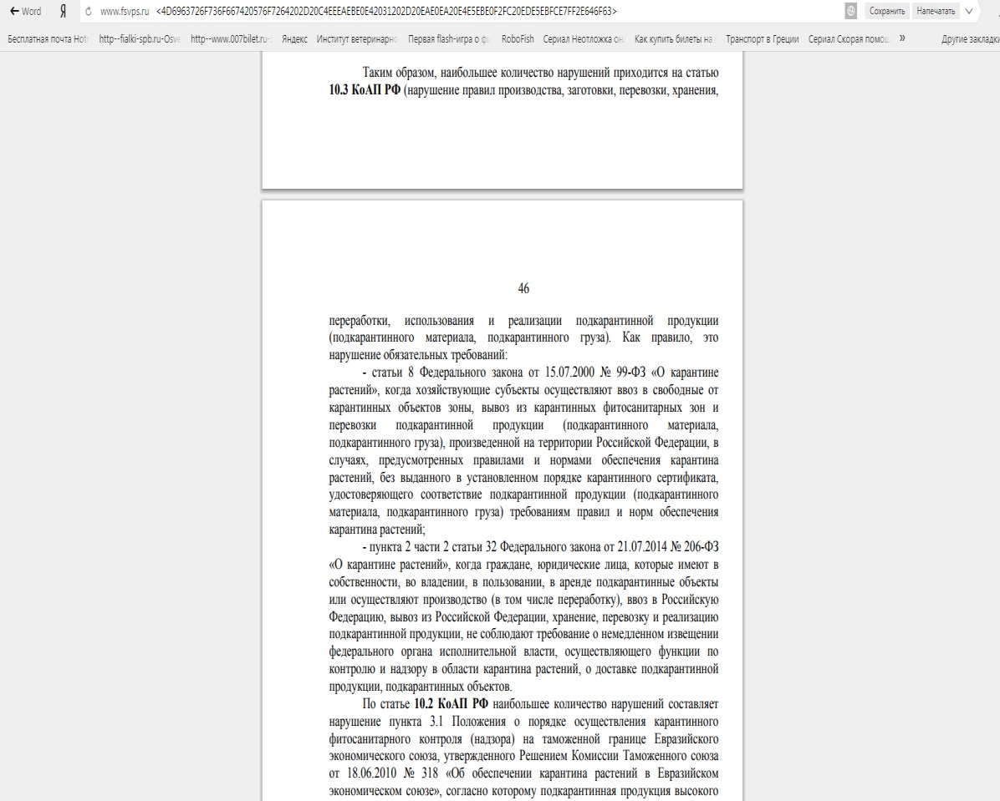 Word www.fsvps.ru <4D6963726F736F667420576F7264202D20C4EEEAEBE0E42031202D20EAE0EA20E4E5EBE0F2FC20EDE5EBFCE7FF2E646F63> Сохранить Напечатать
Бесплатная почта Hotr http--fialki-spb.ru-Osve http--www.007bilet.ru- Яндекс Институт ветеринарно Первая flash-игра о ф RoboFish Сериал Неотложка он Как купить билеты на Транспорт в Греции Сериал Скорая помощ » Другие закладки
Таким образом, наибольшее количество нарушений приходится на статью
10.3 КоАП РФ (нарушение правил производства, заготовки, перевозки, хранения,
46
переработки, использования и реализации подкарантинной продукции
(подкарантинного материала, подкарантинного груза). Как правило, это
нарушение обязательных требований:
- статьи 8 Федерального закона от 15.07.2000 № 99-ФЗ «О карантине
растений», когда хозяйствующие субъекты осуществляют ввоз в свободные от
карантинных объектов зоны, вывоз из карантинных фитосанитарных зон и
перевозки подкарантинной продукции (подкарантинного материала,
подкарантинного груза), произведенной на территории Российской Федерации, в
случаях, предусмотренных правилами и нормами обеспечения карантина
растений, без выданного в установленном порядке карантинного сертификата,
удостоверяющего соответствие подкарантинной продукции (подкарантинного
материала, подкарантинного груза) требованиям правил и норм обеспечения
карантина растений;
- пункта 2 части 2 статьи 32 Федерального закона от 21.07.2014 № 206-ФЗ
«О карантине растений», когда граждане, юридические лица, которые имеют в
собственности, во владении, в пользовании, в аренде подкарантинные объекты
или осуществляют производство (в том числе переработку), ввоз в Российскую
Федерацию, вывоз из Российской Федерации, хранение, перевозку и реализацию
подкарантинной продукции, не соблюдают требование о немедленном извещении
федерального органа исполнительной власти, осуществляющего функции по
контролю и надзору в области карантина растений, о доставке подкарантинной
продукции, подкарантинных объектов.
По статье 10.2 КоАП РФ наибольшее количество нарушений составляет
нарушение пункта 3.1 Положения о порядке осуществления карантинного
фитосанитарного контроля (надзора) на таможенной границе Евразийского
экономического союза, утвержденного Решением Комиссии Таможенного союза
от 18.06.2010 № 318 «Об обеспечении карантина растений в Евразийском
экономическом союзе», согласно которому подкарантинная продукция высокого